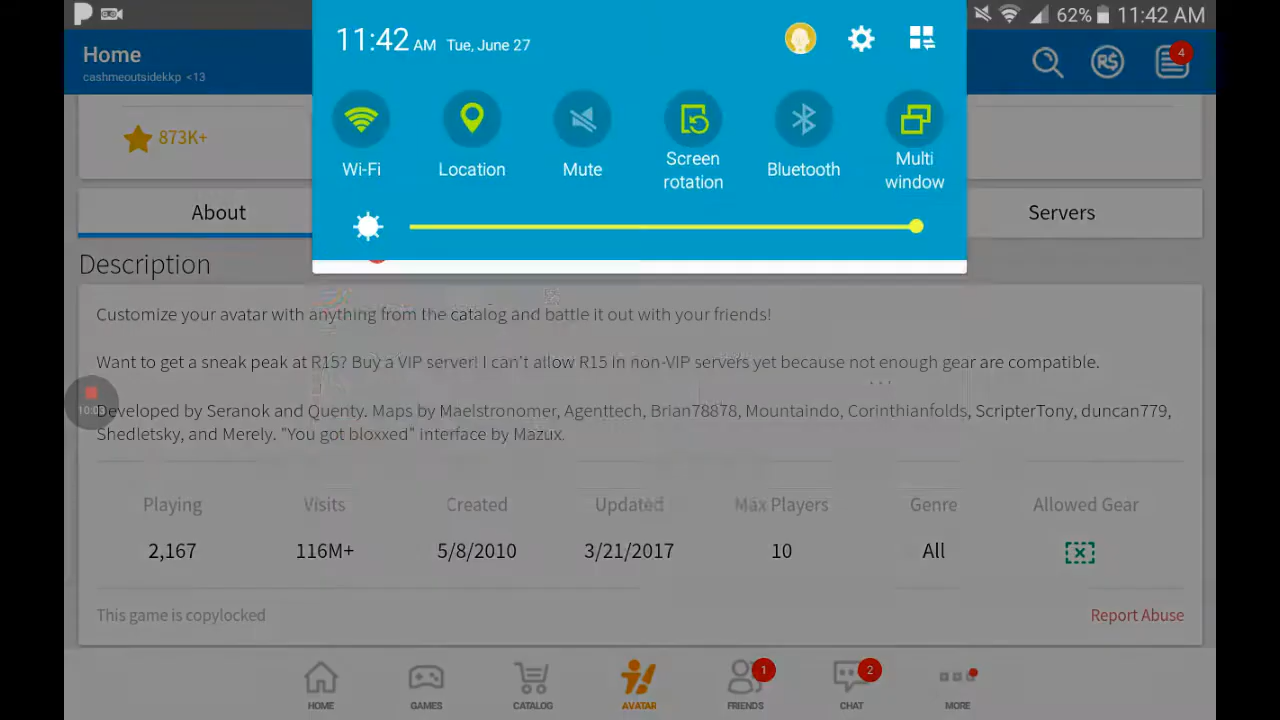 62% 11:42 AM
11:42 AM Tue, June 27
Home
cashmeoutsidekkp <13
R$
4
873K+
Wi-Fi
Location
Mute
Screen rotation
Bluetooth
Multi window
About
Servers
Description
Customize your avatar with anything from the catalog and battle it out with your friends!
Want to get a sneak peak at R15? Buy a VIP server! I can't allow R15 in non-VIP servers yet because not enough gear are compatible.
Developed by Seranok and Quenty. Maps by Maelstronomer, Agenttech, Brian78878, Mountaindo, Corinthianfolds, ScripterTony, duncan779,
Shedletsky, and Merely. "You got bloxxed" interface by Mazux.
Playing Visits Created Updated Max Players Genre Allowed Gear
2,167 116M+ 5/8/2010 3/21/2017 10 All
This game is copylocked
Report Abuse
1
2
HOME GAMES CATALOG AVATAR FRIENDS CHAT MORE